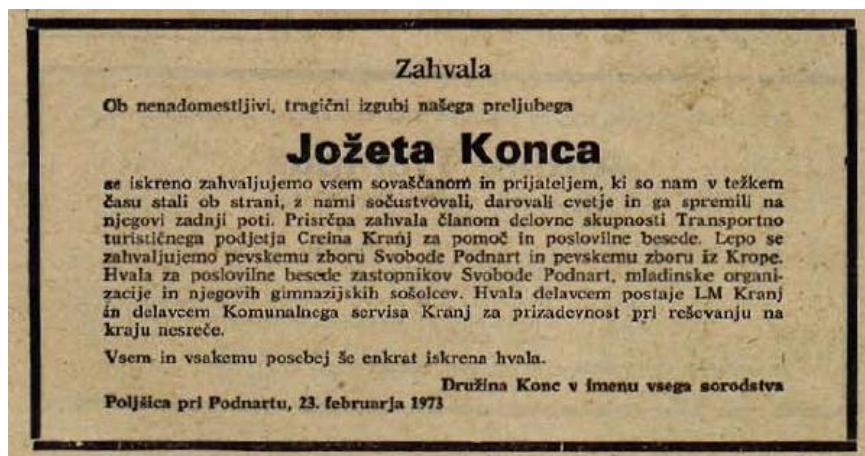 Zahvala
Ob nenadomestljivi, tragični izgubi našega preljubega
Jožeta Konca
se iskreno zahvaljujemo vsem sovaščanom in prijateljem, ki so nam v težkem
času stali ob strani, z nami sočustvovali, darovali cvetje in ga spremili na
njegovi zadnji poti. Prisrčna zahvala članom delovne skupnosti Transportno
turističnega podjetja Creina Kranj za pomoč in poslovilne besede. Lepo se
zahvaljujemo pevskemu zboru Svobode Podnart in pevskemu zboru iz Krope.
Hvala za poslovilne besede zastopnikov Svobode Podnart, mladinske organi-
zacije in njegovih gimnazijskih sošolcev. Hvala delavcem postaje LM Kranj
in delavcem Komunalnega servisa Kranj za prizadevnost pri reševanju na
kraju nesreče.
Vsem in vsakemu posebej še enkrat iskrena hvala.
Družina Konc v imenu vsega sorodstva
Poljšica pri Podnartu, 23. februarja 1973